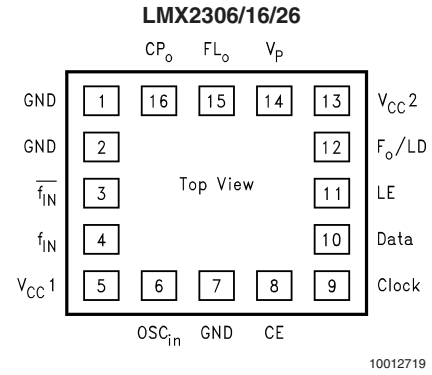 LMX2306/16/26
CPo FLo VP
GND 1 16 15 14 13 VCC2
GND 2 12 Fo/LD
f̅I̅N̅ 3 Top View 11 LE
fIN 4 10 Data
VCC1 5 6 7 8 9 Clock
OSCin GND CE
10012719